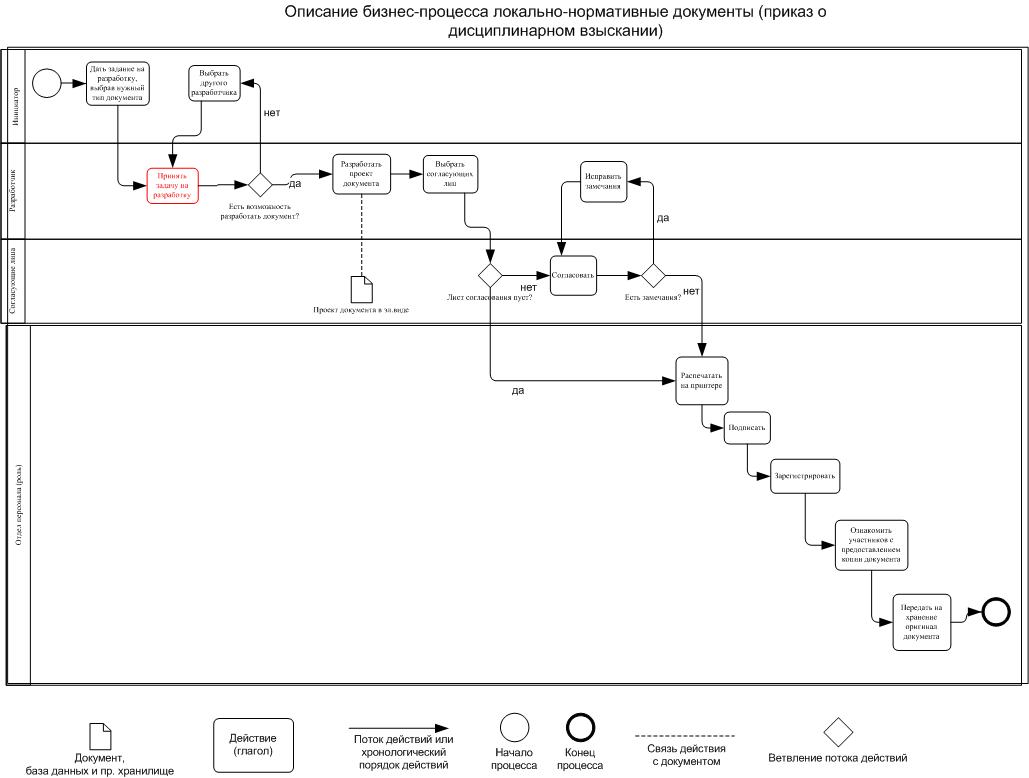 Описание бизнес-процесса локально-нормативные документы (приказ о
дисциплинарном взыскании)
Инициатор
Дать задание на
разработку,
выбрав нужный
тип документа
Выбрать
другого
разработчика
нет
Разработчик
Принять
задачу на
разработку
Есть возможность
разработать документ?
да
Разработать
проект
документа
Выбрать
согласующих
лиц
Исправить
замечания
да
Согласующие лица
Проект документа в эл.виде
Лист согласования пуст?
нет
Согласовать
Есть замечания?
нет
да
Отдел персонала (роль)
Распечатать
на принтере
Подписать
Зарегистрировать
Ознакомить
участников с
предоставлением
копии документа
Передать на
хранение
оригинал
документа
Документ,
база данных и пр. хранилище
Действие
(глагол)
Поток действий или
хронологический
порядок действий
Начало
процесса
Конец
процесса
Связь действия
с документом
Ветвление потока действий